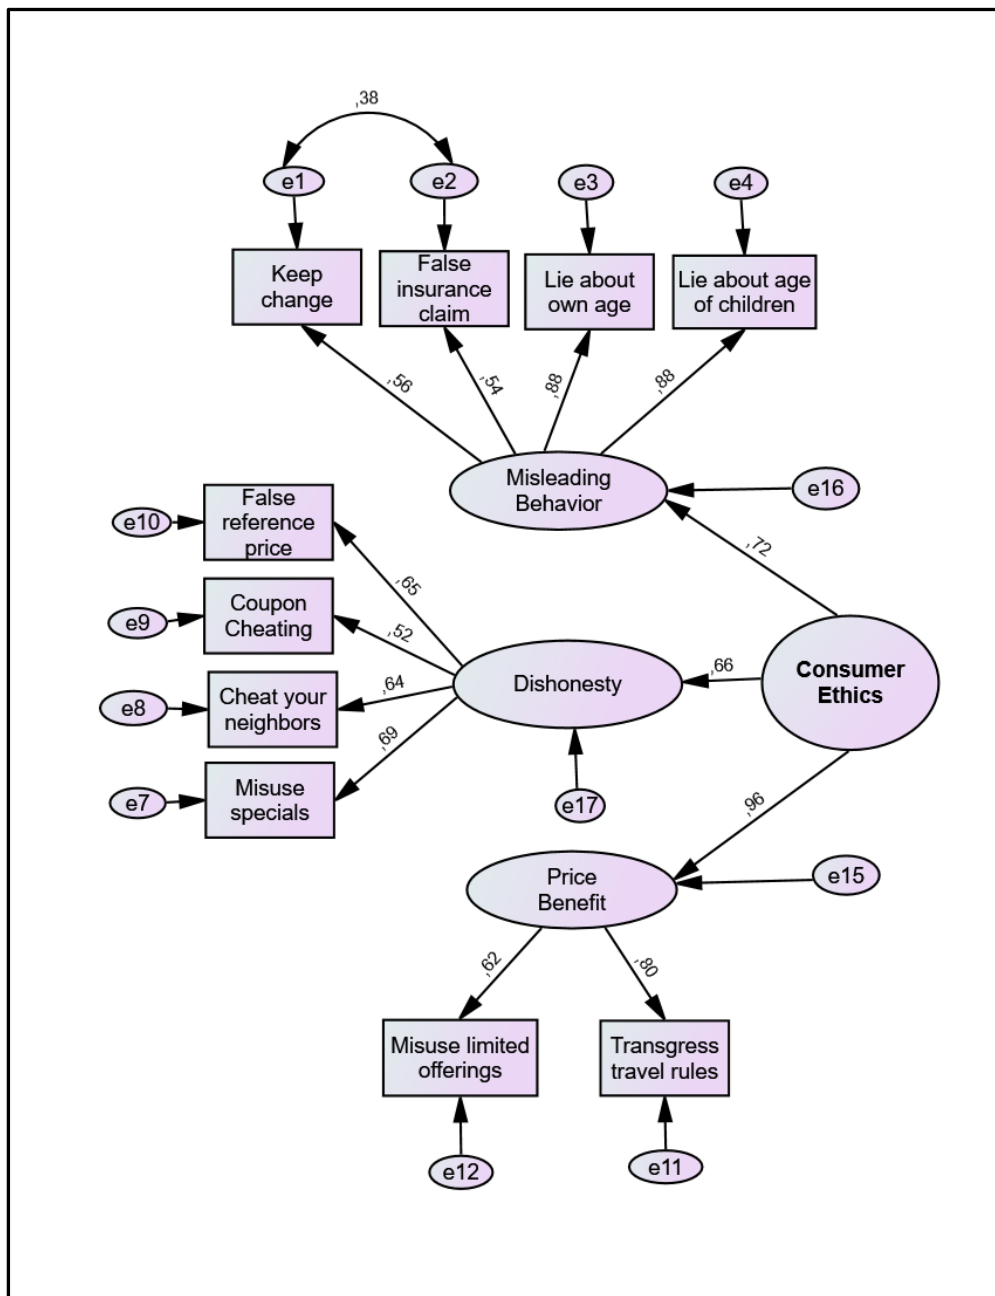 ,38
e1
e2
e3
e4
Keep
change
False
insurance
claim
Lie about
own age
Lie about age
of children
,56
,54
,88
,88
Misleading
Behavior
e16
,72
e10
False
reference
price
e9
Coupon
Cheating
e8
Cheat your
neighbors
e7
Misuse
specials
,65
,52
,64
,69
Dishonesty
,66
Consumer
Ethics
e17
,96
Price
Benefit
e15
,62
,80
Misuse limited
offerings
Transgress
travel rules
e12
e11